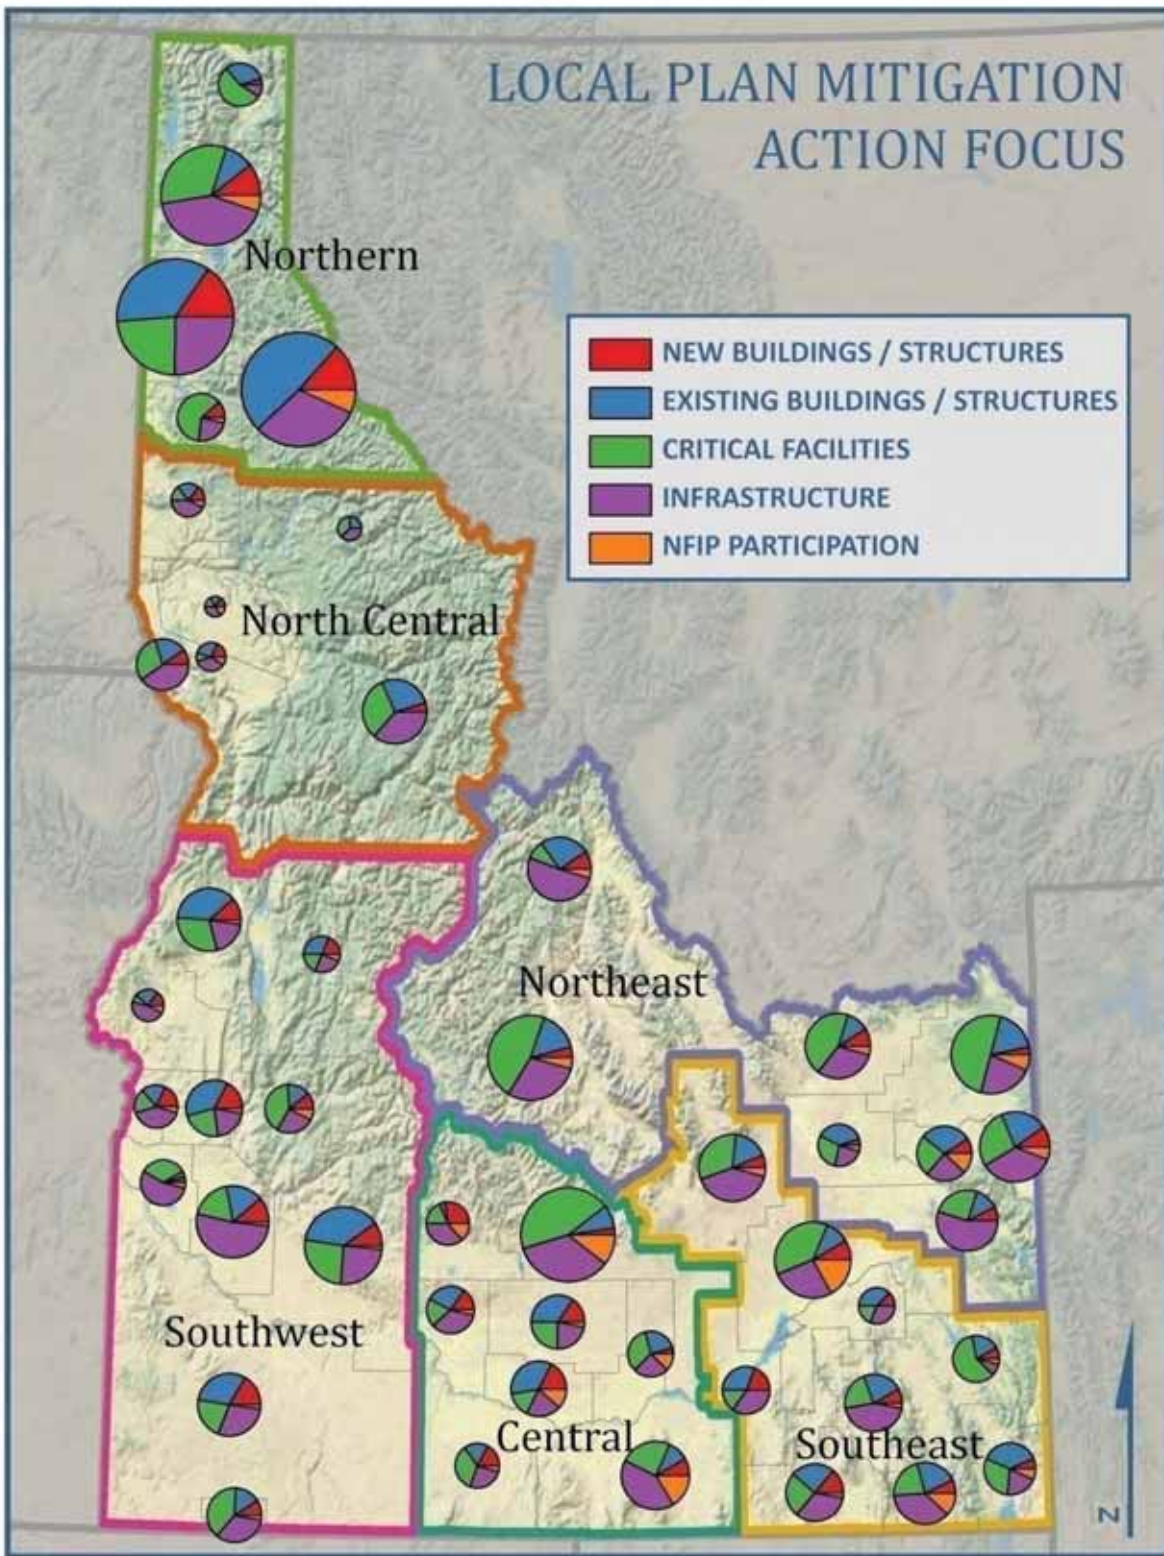 LOCAL PLAN MITIGATION
ACTION FOCUS
Northern
NEW BUILDINGS / STRUCTURES
EXISTING BUILDINGS / STRUCTURES
CRITICAL FACILITIES
INFRASTRUCTURE
NFIP PARTICIPATION
North Central
Northeast
Southwest
Central
Southeast
N